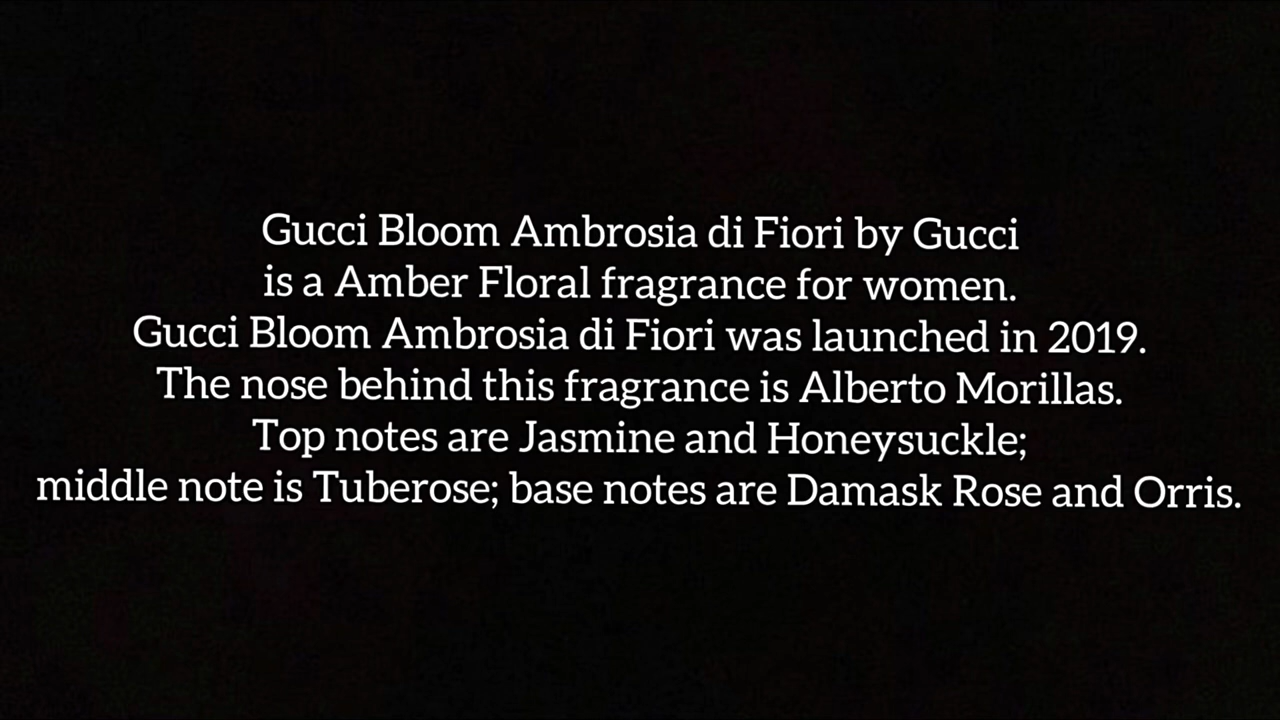 Gucci Bloom Ambrosia di Fiori by Gucci
is a Amber Floral fragrance for women.
Gucci Bloom Ambrosia di Fiori was launched in 2019.
The nose behind this fragrance is Alberto Morillas.
Top notes are Jasmine and Honeysuckle;
middle note is Tuberose; base notes are Damask Rose and Orris.